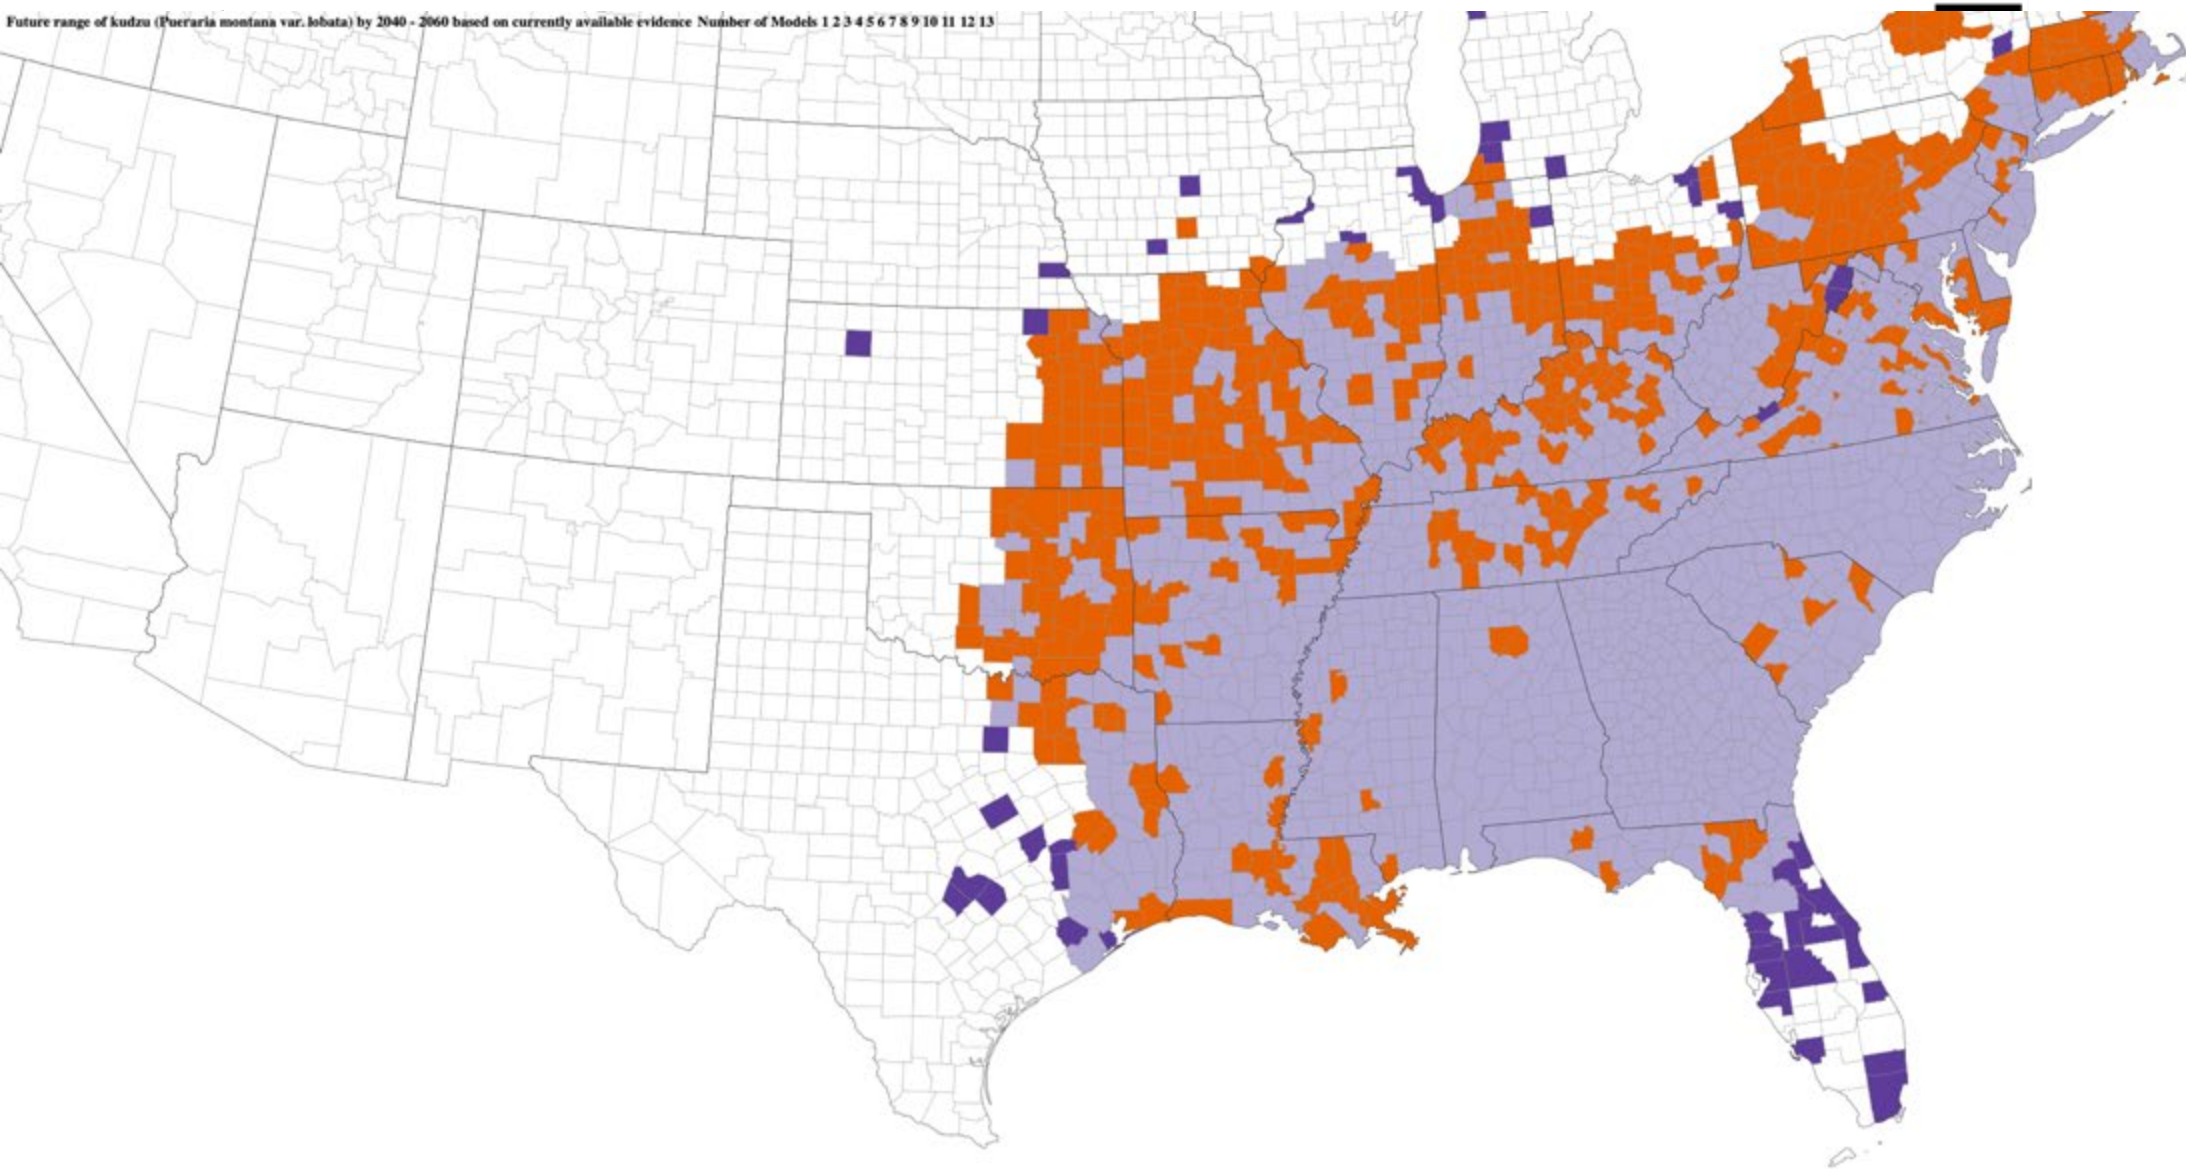 Future range of kudzu (Pueraria montana var. lobata) by 2040 - 2060 based on currently available evidence Number of Models 1 2 3 4 5 6 7 8 9 10 11 12 13